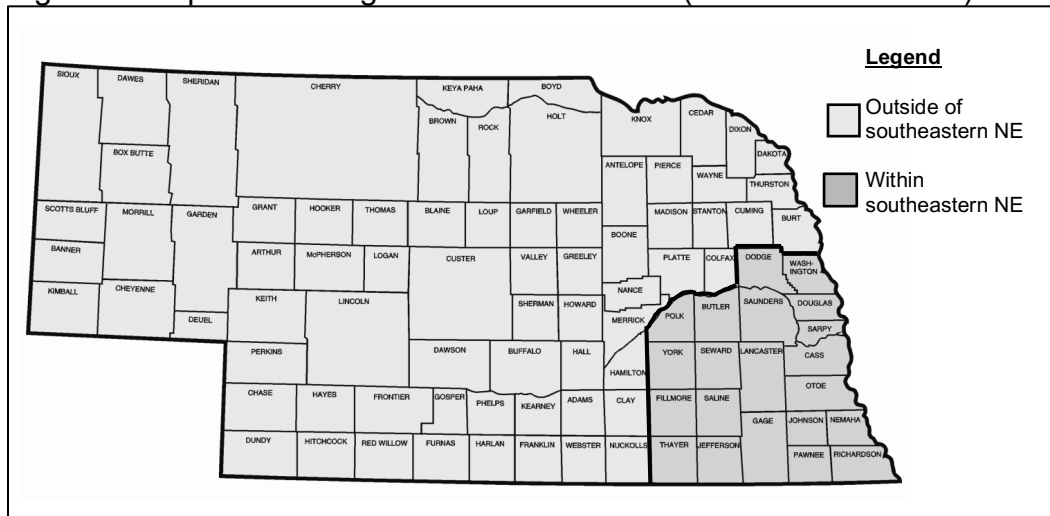 Legend
Outside of
southeastern NE
Within
southeastern NE
SIOUX
DAWES
SHERIDAN
CHERRY
KEYA PAHA
BOYD
BROWN
ROCK
HOLT
KNOX
CEDAR
DIXON
DAKOTA
BOX BUTTE
ANTELOPE
PIERCE
WAYNE
THURSTON
SCOTTS BLUFF
MORRILL
GARDEN
GRANT
HOOKER
THOMAS
BLAINE
LOUP
GARFIELD
WHEELER
MADISON
STANTON
CUMING
BURT
BOONE
BANNER
ARTHUR
McPHERSON
LOGAN
CUSTER
VALLEY
GREELEY
PLATTE
COLFAX
DODGE
WASH-
INGTON
KIMBALL
CHEYENNE
KEITH
LINCOLN
SHERMAN
HOWARD
NANCE
MERRICK
POLK
BUTLER
SAUNDERS
DOUGLAS
SARPY
DEUEL
PERKINS
DAWSON
BUFFALO
HALL
HAMILTON
YORK
SEWARD
LANCASTER
CASS
OTOE
CHASE
HAYES
FRONTIER
GOSPER
PHELPS
KEARNEY
ADAMS
CLAY
FILLMORE
SALINE
GAGE
JOHNSON
NEMAHA
DUNDY
HITCHCOCK
RED WILLOW
FURNAS
HARLAN
FRANKLIN
WEBSTER
NUCKOLLS
THAYER
JEFFERSON
PAWNEE
RICHARDSON